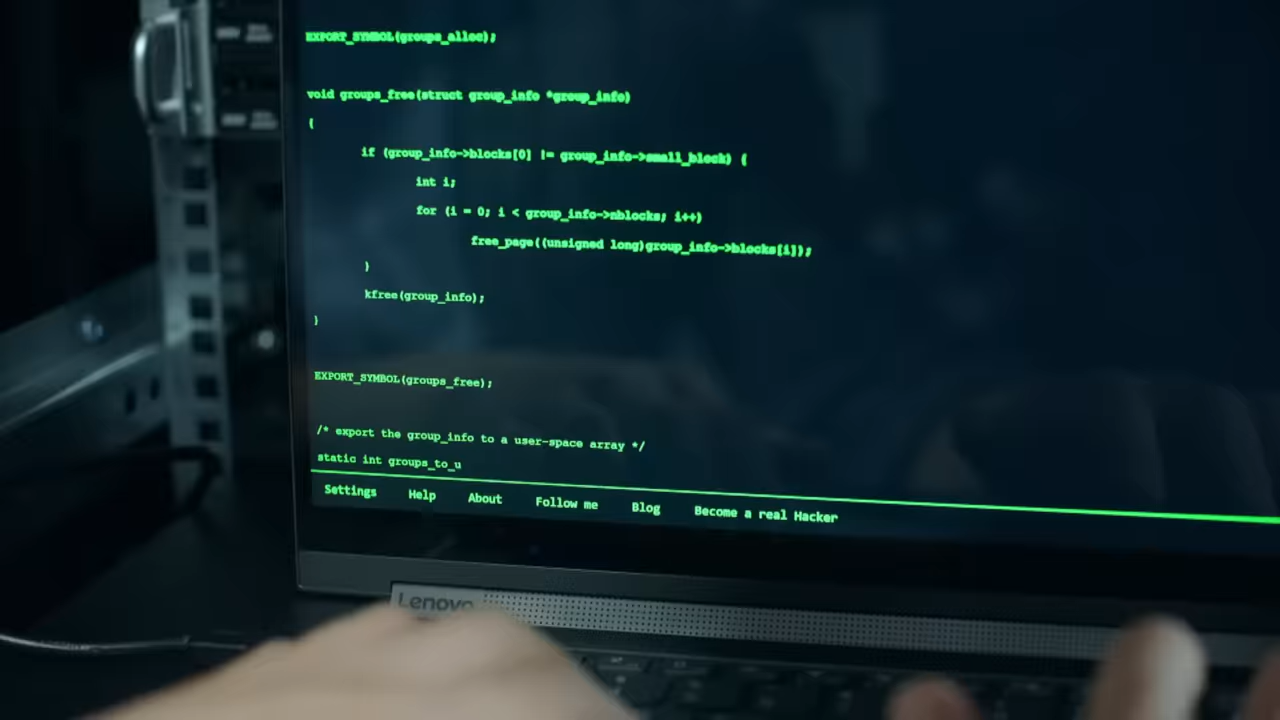 EXPORT_SYMBOL(groups_alloc);
void groups_free(struct group_info *group_info)
{
if (group_info->blocks[0] != group_info->small_block) {
int i;
for (i = 0; i < group_info->nblocks; i++)
free_page((unsigned long)group_info->blocks[i]);
}
kfree(group_info);
}
EXPORT_SYMBOL(groups_free);
/* export the group_info to a user-space array */
static int groups_to_u
Settings Help About Follow me Blog Become a real Hacker
Lenovo